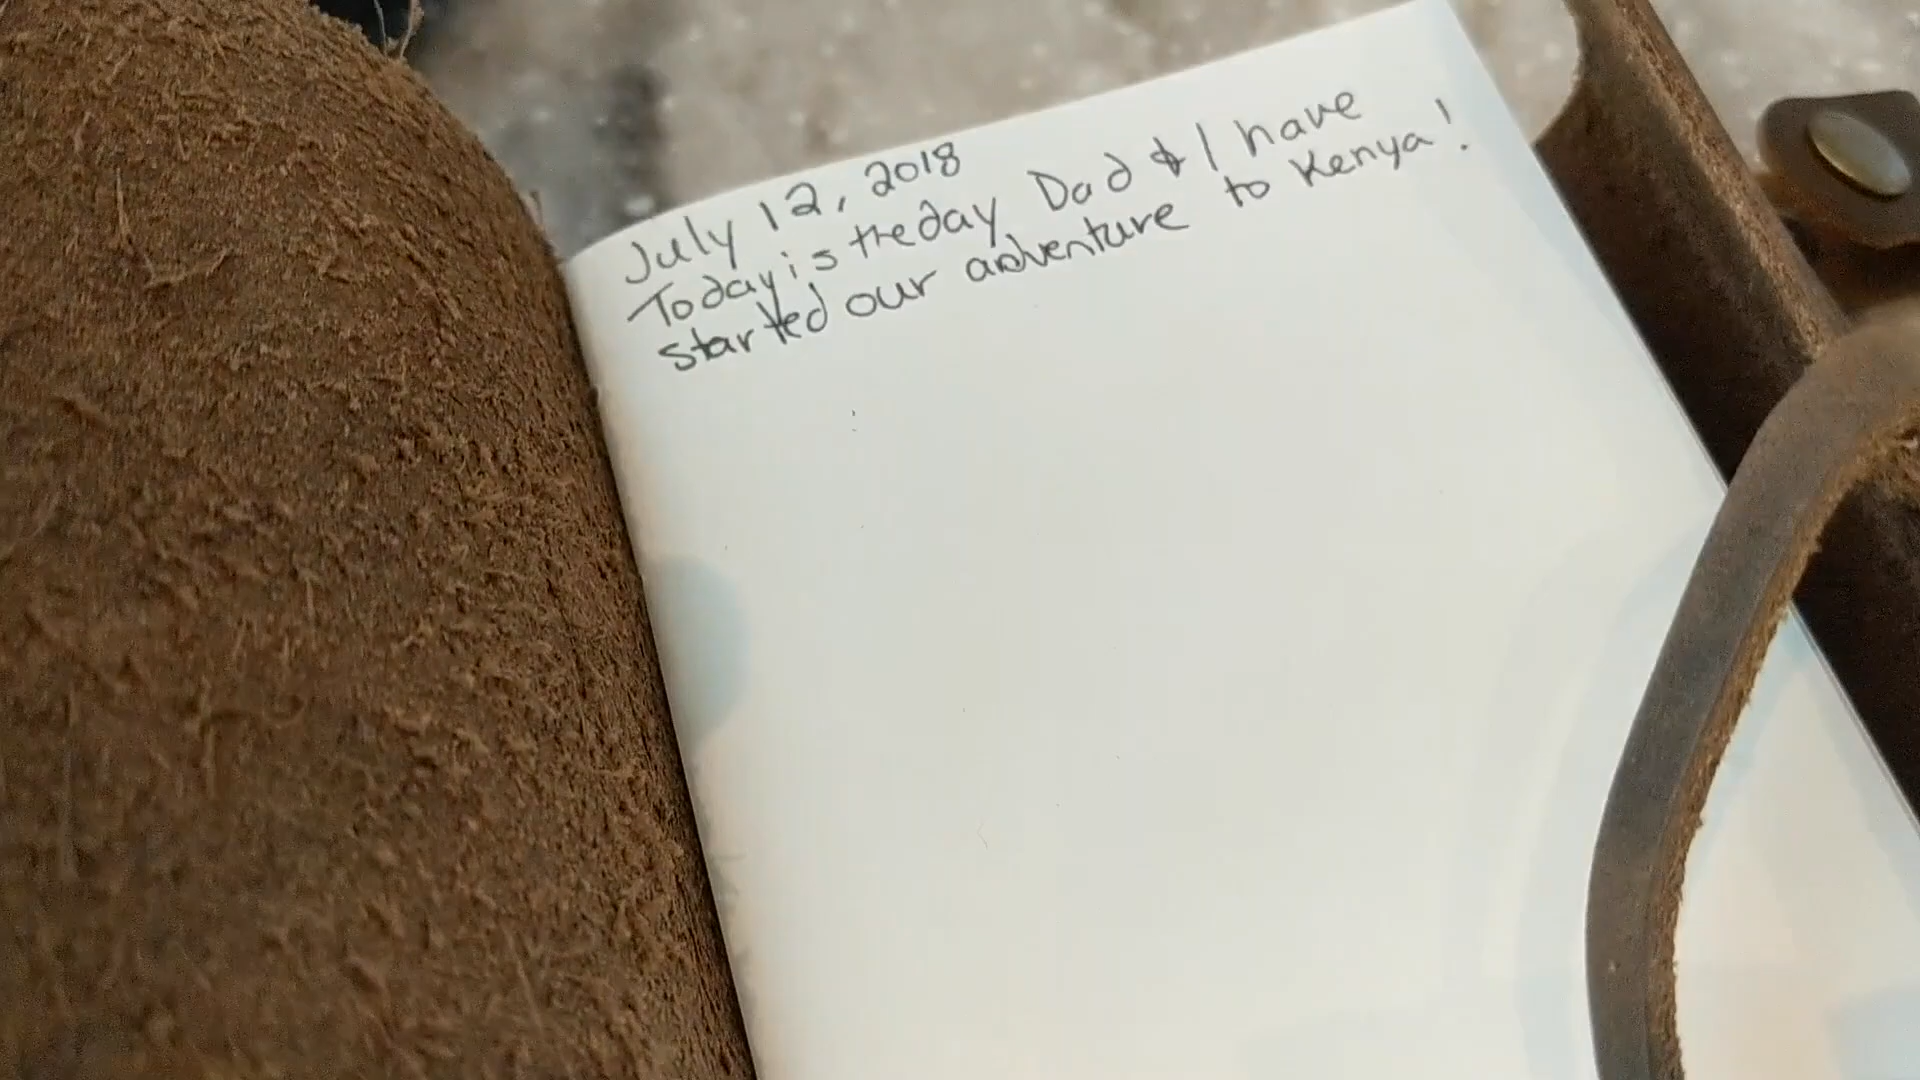 July 12, 2018
Today is the day Dad & I have
started our adventure to Kenya!